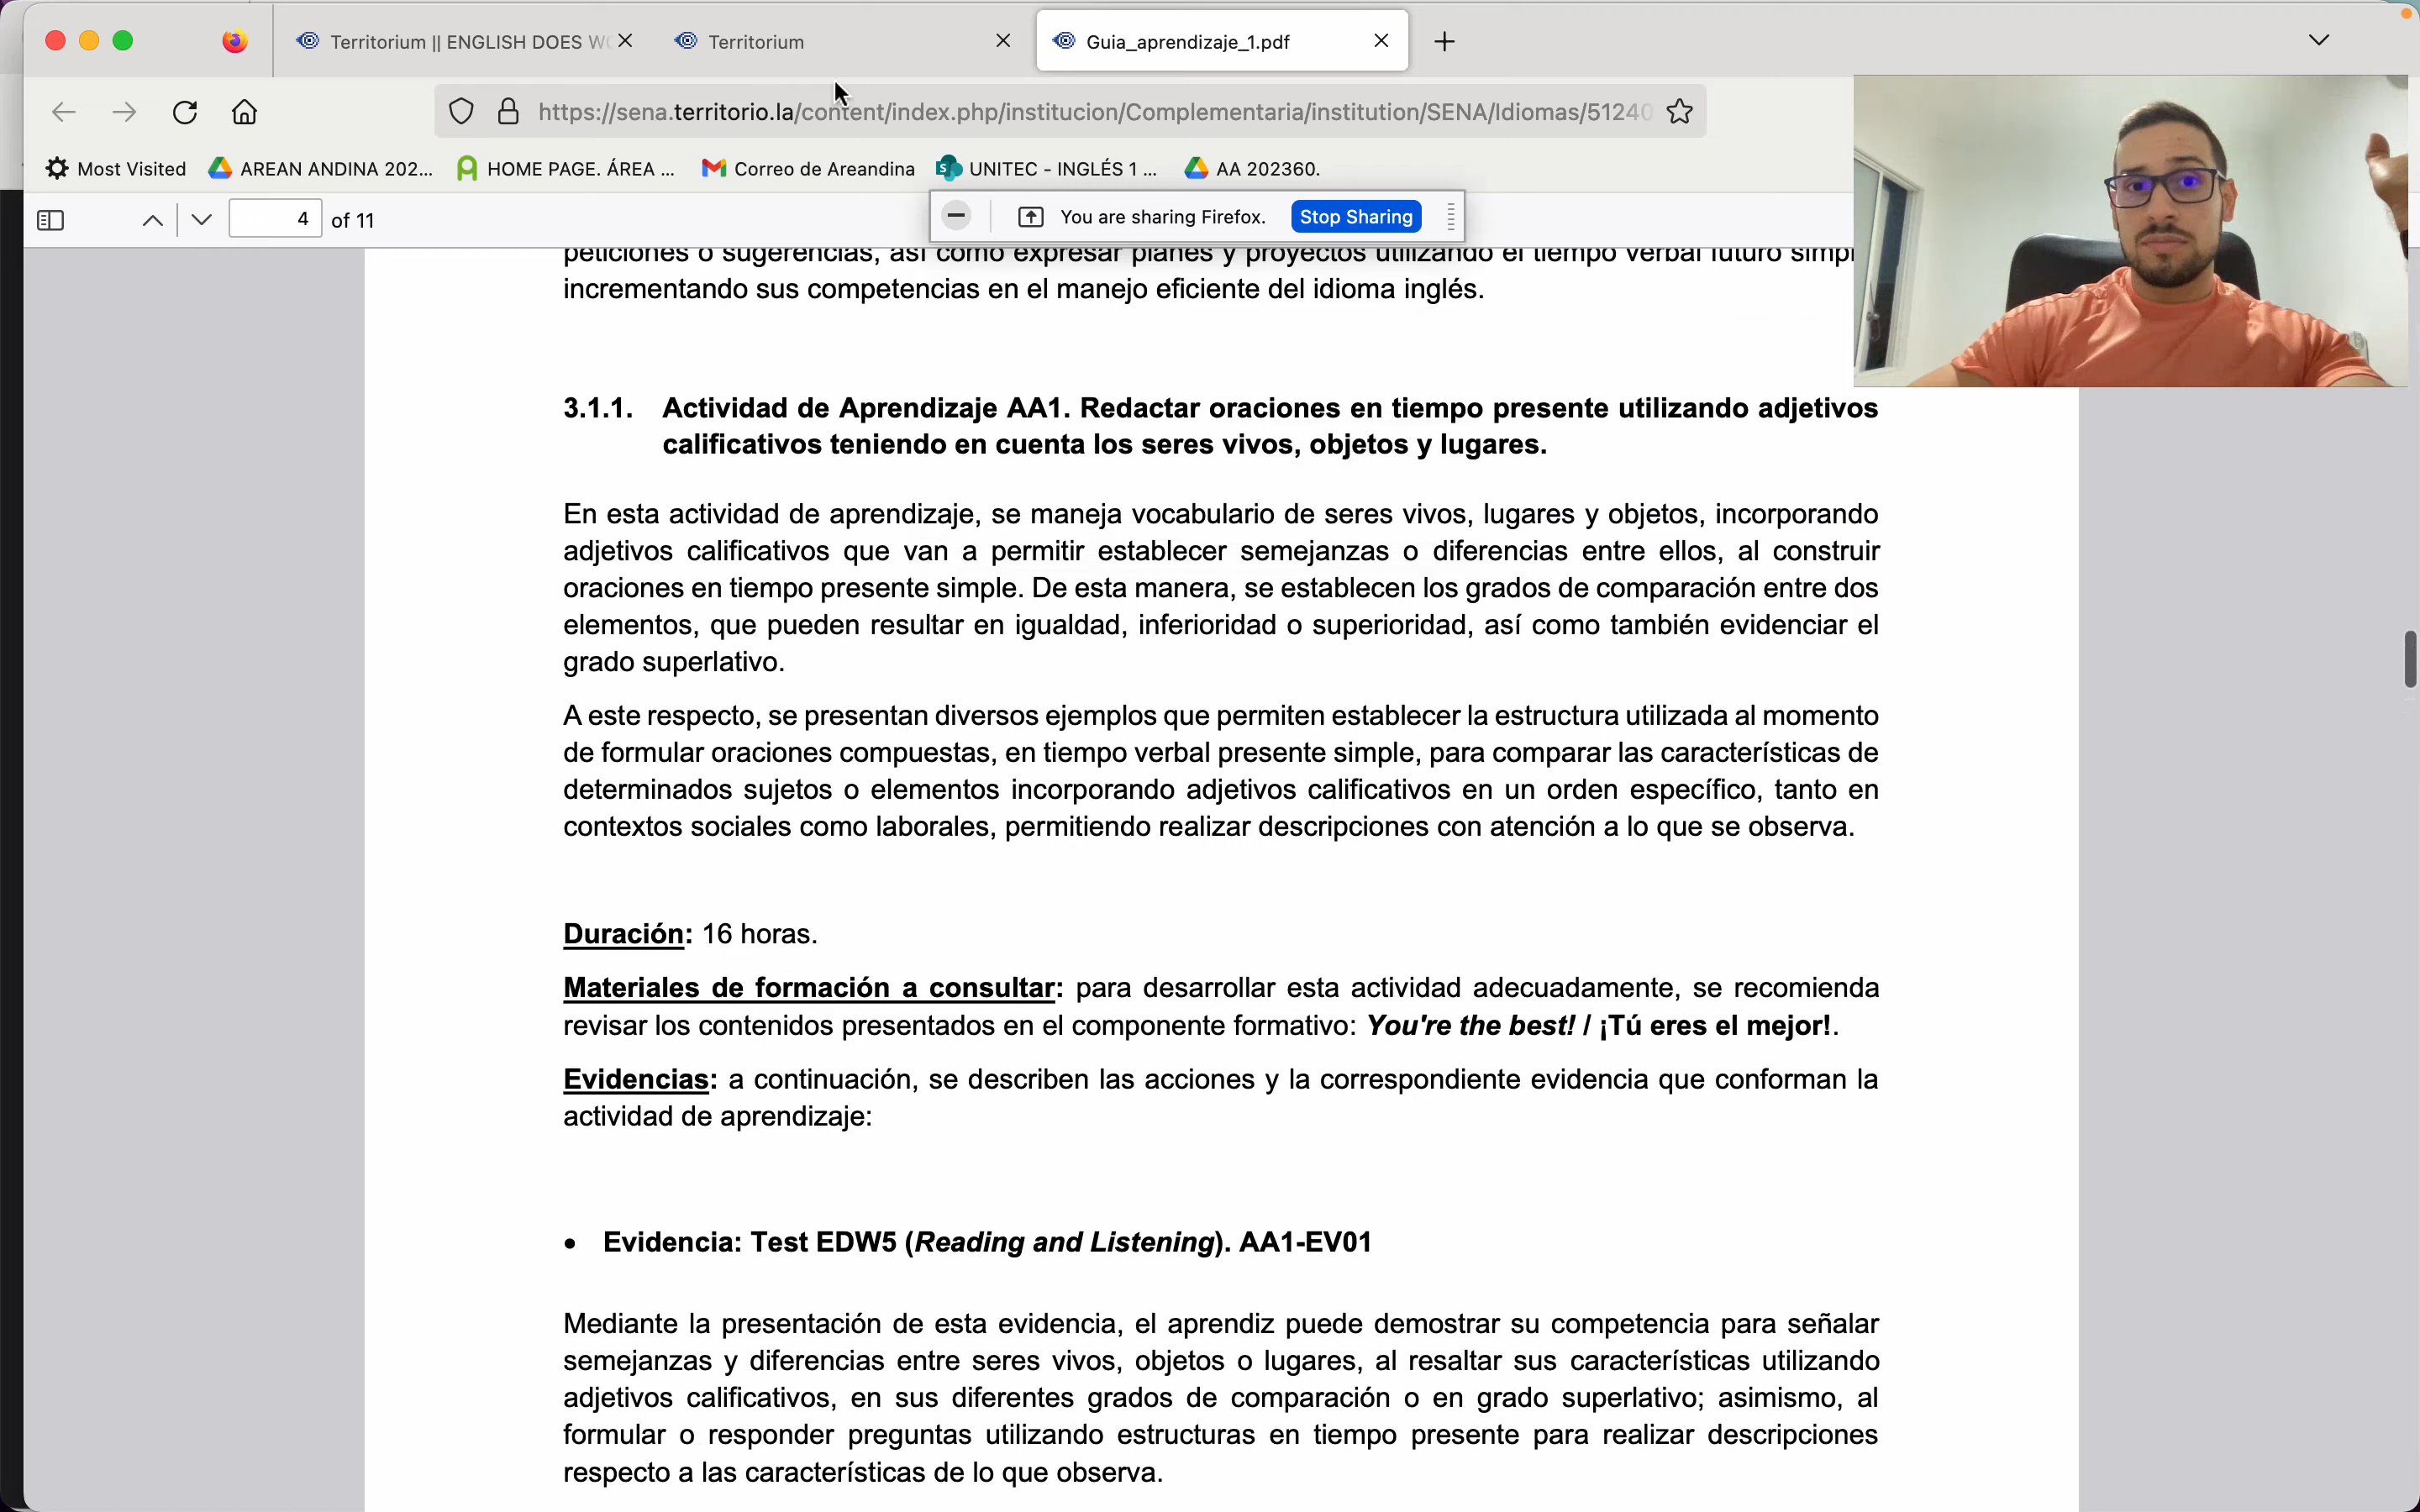 Territorium || ENGLISH DOES WO
Territorium
Guia_aprendizaje_1.pdf
https://sena.territorio.la/content/index.php/institucion/Complementaria/institution/SENA/Idiomas/51240
Most Visited
AREAN ANDINA 202...
HOME PAGE. ÁREA ...
Correo de Areandina
UNITEC - INGLÉS 1 ...
AA 202360.
4 of 11
You are sharing Firefox.
Stop Sharing
peticiones o sugerencias, así como expresar planes y proyectos utilizando el tiempo verbal futuro simpl
incrementando sus competencias en el manejo eficiente del idioma inglés.
3.1.1. Actividad de Aprendizaje AA1. Redactar oraciones en tiempo presente utilizando adjetivos
calificativos teniendo en cuenta los seres vivos, objetos y lugares.
En esta actividad de aprendizaje, se maneja vocabulario de seres vivos, lugares y objetos, incorporando
adjetivos calificativos que van a permitir establecer semejanzas o diferencias entre ellos, al construir
oraciones en tiempo presente simple. De esta manera, se establecen los grados de comparación entre dos
elementos, que pueden resultar en igualdad, inferioridad o superioridad, así como también evidenciar el
grado superlativo.
A este respecto, se presentan diversos ejemplos que permiten establecer la estructura utilizada al momento
de formular oraciones compuestas, en tiempo verbal presente simple, para comparar las características de
determinados sujetos o elementos incorporando adjetivos calificativos en un orden específico, tanto en
contextos sociales como laborales, permitiendo realizar descripciones con atención a lo que se observa.
Duración: 16 horas.
Materiales de formación a consultar: para desarrollar esta actividad adecuadamente, se recomienda
revisar los contenidos presentados en el componente formativo: You're the best! / ¡Tú eres el mejor!.
Evidencias: a continuación, se describen las acciones y la correspondiente evidencia que conforman la
actividad de aprendizaje:
• Evidencia: Test EDW5 (Reading and Listening). AA1-EV01
Mediante la presentación de esta evidencia, el aprendiz puede demostrar su competencia para señalar
semejanzas y diferencias entre seres vivos, objetos o lugares, al resaltar sus características utilizando
adjetivos calificativos, en sus diferentes grados de comparación o en grado superlativo; asimismo, al
formular o responder preguntas utilizando estructuras en tiempo presente para realizar descripciones
respecto a las características de lo que observa.